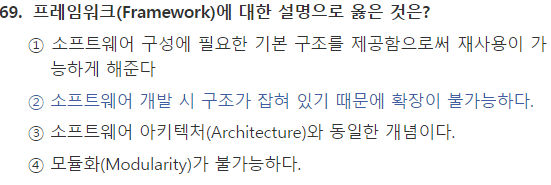 69. 프레임워크(Framework)에 대한 설명으로 옳은 것은?
① 소프트웨어 구성에 필요한 기본 구조를 제공함으로써 재사용이 가
능하게 해준다
② 소프트웨어 개발 시 구조가 잡혀 있기 때문에 확장이 불가능하다.
③ 소프트웨어 아키텍처(Architecture)와 동일한 개념이다.
④ 모듈화(Modularity)가 불가능하다.